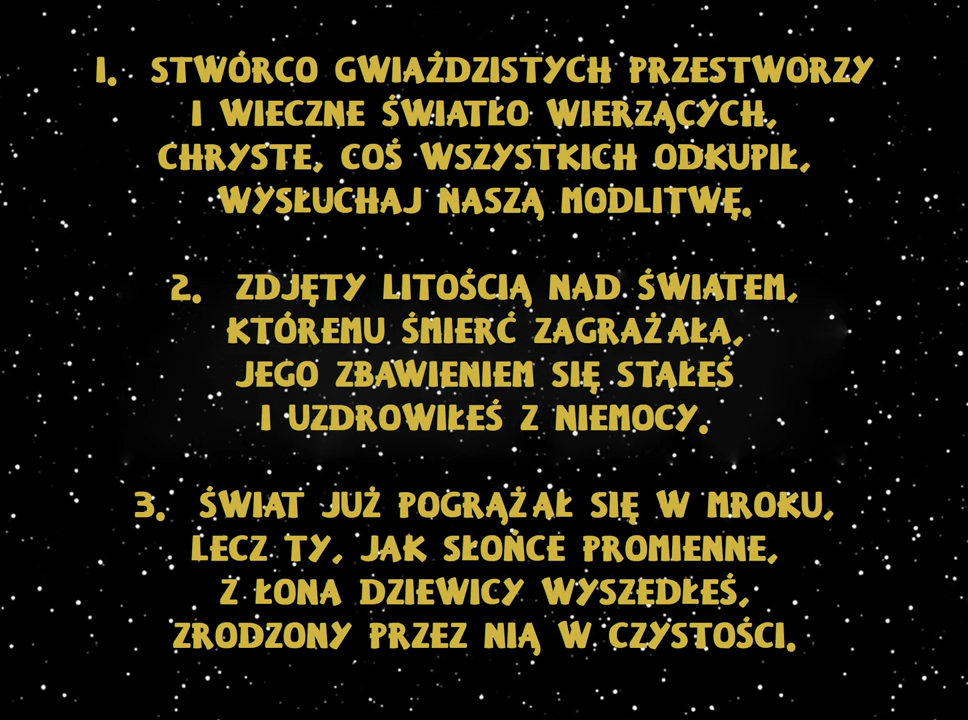 1. STWÓRCO GWIAŹDZISTYCH PRZESTWORZY
I WIECZNE ŚWIATŁO WIERZĄCYCH,
CHRYSTE, COŚ WSZYSTKICH ODKUPIŁ,
WYSŁUCHAJ NASZĄ MODLITWĘ.
2. ZDJĘTY LITOŚCIĄ NAD ŚWIATEM,
KTÓREMU ŚMIERĆ ZAGRAŻAŁA,
JEGO ZBAWIENIEM SIĘ STAŁEŚ
I UZDROWIŁEŚ Z NIEMOCY.
3. ŚWIAT JUŻ POGRĄŻAŁ SIĘ W MROKU,
LECZ TY, JAK SŁOŃCE PROMIENNE,
Z ŁONA DZIEWICY WYSZEDŁEŚ,
ZRODZONY PRZEZ NIĄ W CZYSTOŚCI.